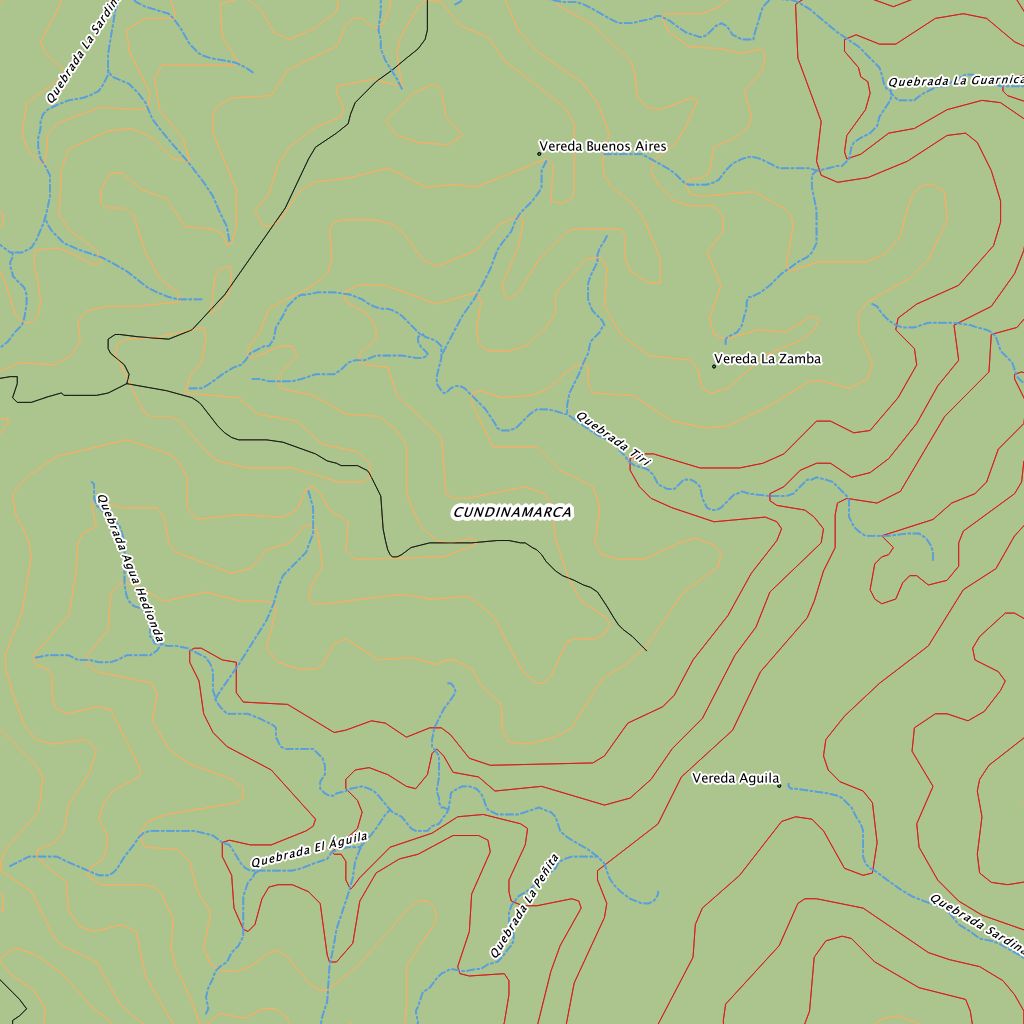 Quebrada La Sardin
Quebrada La Guarnica
Vereda Buenos Aires
Vereda La Zamba
Quebrada Tirí
CUNDINAMARCA
Quebrada Agua Hedionda
Vereda Aguila
Quebrada El Águila
Quebrada La Peñita
Quebrada Sardina